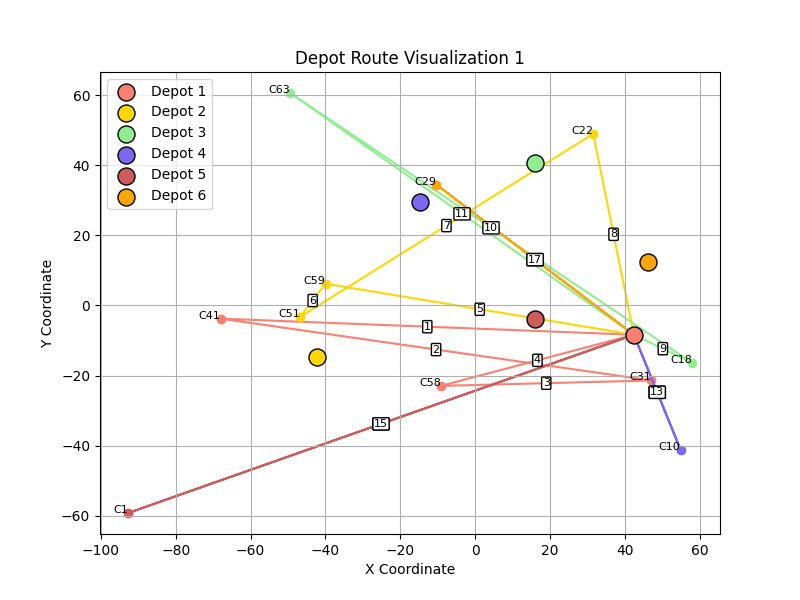 Depot Route Visualization 1
Depot 1
Depot 2
Depot 3
Depot 4
Depot 5
Depot 6
Y Coordinate
60
40
20
0
−20
−40
−60
C63
C22
C29
11
7
10
8
17
C59
6
C51
5
C41
1
2
9
4
C18
C58
3
C31
13
15
C10
C1
−100
−80
−60
−40
−20
0
20
40
60
X Coordinate